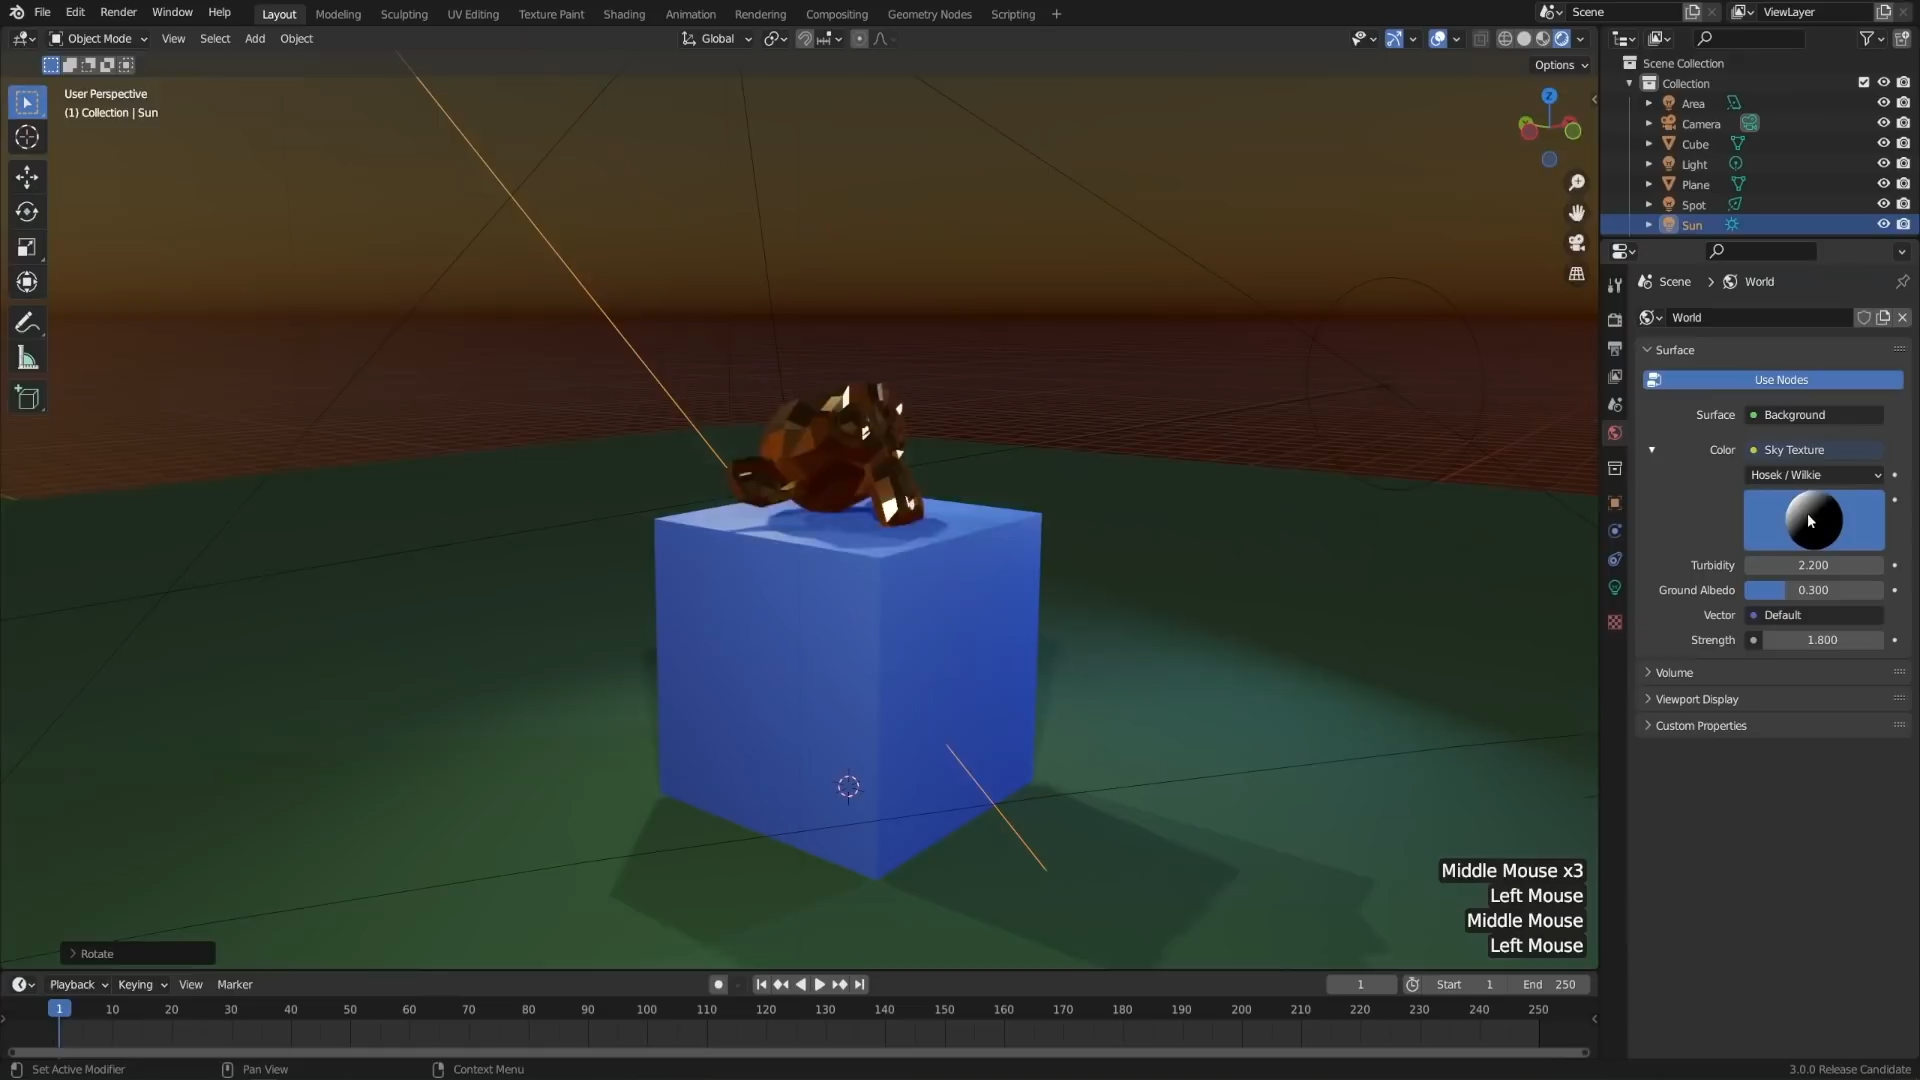 File Edit Render Window Help Layout Modeling Sculpting UV Editing Texture Paint Shading Animation Rendering Compositing Geometry Nodes Scripting + Scene ViewLayer
Object Mode View Select Add Object Global
Options
User Perspective
(1) Collection | Sun
Z
Scene Collection
Collection
Area
Camera
Cube
Light
Plane
Spot
Sun
Scene > World
World
Surface
Use Nodes
Surface Background
Color Sky Texture
Hosek / Wilkie
Turbidity 2.200
Ground Albedo 0.300
Vector Default
Strength 1.800
Volume
Viewport Display
Custom Properties
Middle Mouse x3
Left Mouse
Middle Mouse
Left Mouse
Rotate
Playback Keying View Marker 1 Start 1 End 250
1 10 20 30 40 50 60 70 80 90 100 110 120 130 140 150 160 170 180 190 200 210 220 230 240 250
Set Active Modifier Pan View Context Menu 3.0.0 Release Candidate